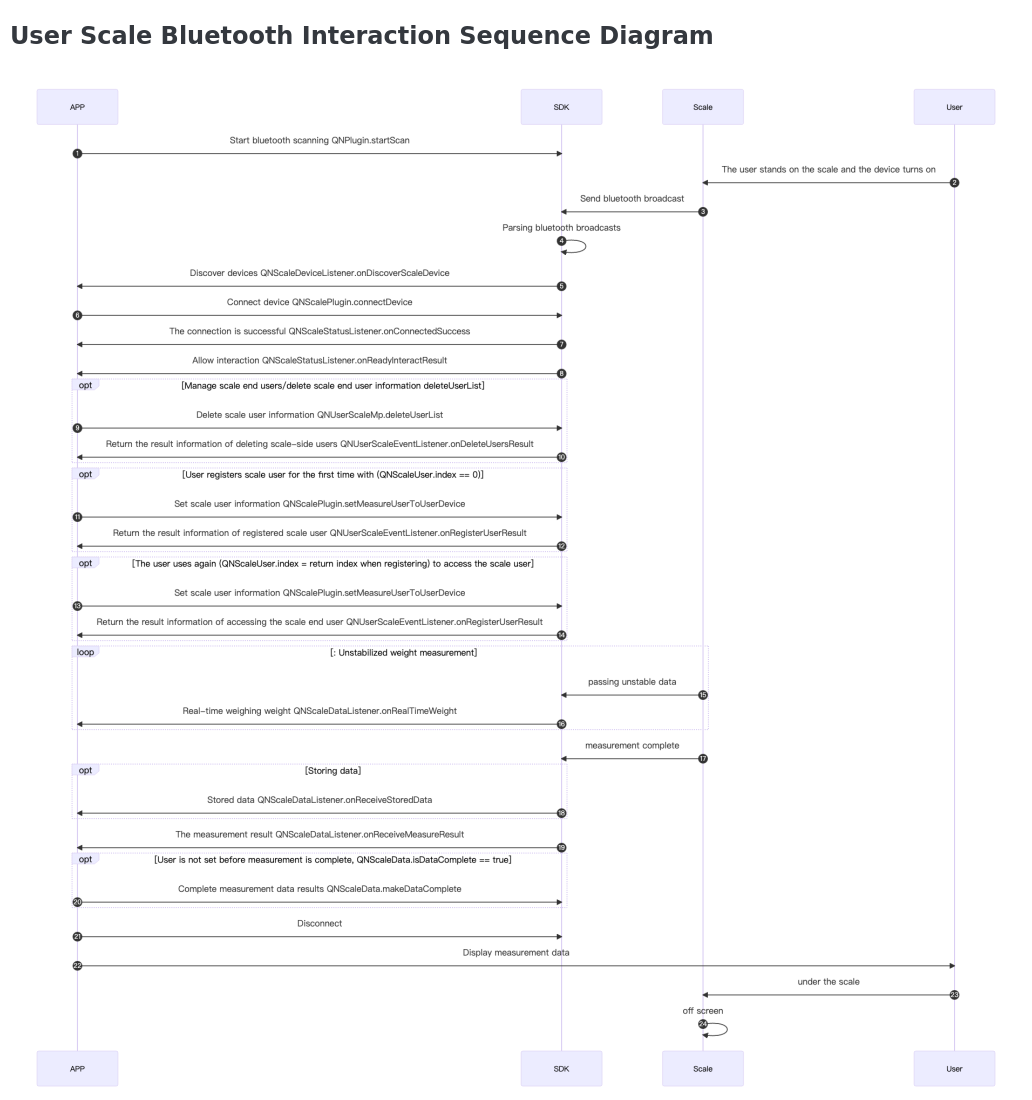 User Scale Bluetooth Interaction Sequence Diagram
APP SDK Scale User
Start bluetooth scanning QNPlugin.startScan
1
The user stands on the scale and the device turns on
2
Send bluetooth broadcast
3
Parsing bluetooth broadcasts
4
Discover devices QNScaleDeviceListener.onDiscoverScaleDevice
5
Connect device QNScalePlugin.connectDevice
6
The connection is successful QNScaleStatusListener.onConnectedSuccess
7
Allow interaction QNScaleStatusListener.onReadyInteractResult
8
opt [Manage scale end users/delete scale end user information deleteUserList]
Delete scale user information QNUserScaleMp.deleteUserList
9
Return the result information of deleting scale-side users QNUserScaleEventListener.onDeleteUsersResult
10
opt [User registers scale user for the first time with (QNScaleUser.index == 0)]
Set scale user information QNScalePlugin.setMeasureUserToUserDevice
11
Return the result information of registered scale user QNUserScaleEventListener.onRegisterUserResult
12
opt [The user uses again (QNScaleUser.index = return index when registering) to access the scale user]
Set scale user information QNScalePlugin.setMeasureUserToUserDevice
13
Return the result information of accessing the scale end user QNUserScaleEventListener.onRegisterUserResult
14
loop [: Unstabilized weight measurement]
passing unstable data
15
Real-time weighing weight QNScaleDataListener.onRealTimeWeight
16
measurement complete
17
opt [Storing data]
Stored data QNScaleDataListener.onReceiveStoredData
18
The measurement result QNScaleDataListener.onReceiveMeasureResult
19
opt [User is not set before measurement is complete, QNScaleData.isDataComplete == true]
Complete measurement data results QNScaleData.makeDataComplete
20
Disconnect
21
Display measurement data
22
under the scale
23
off screen
24
APP SDK Scale User